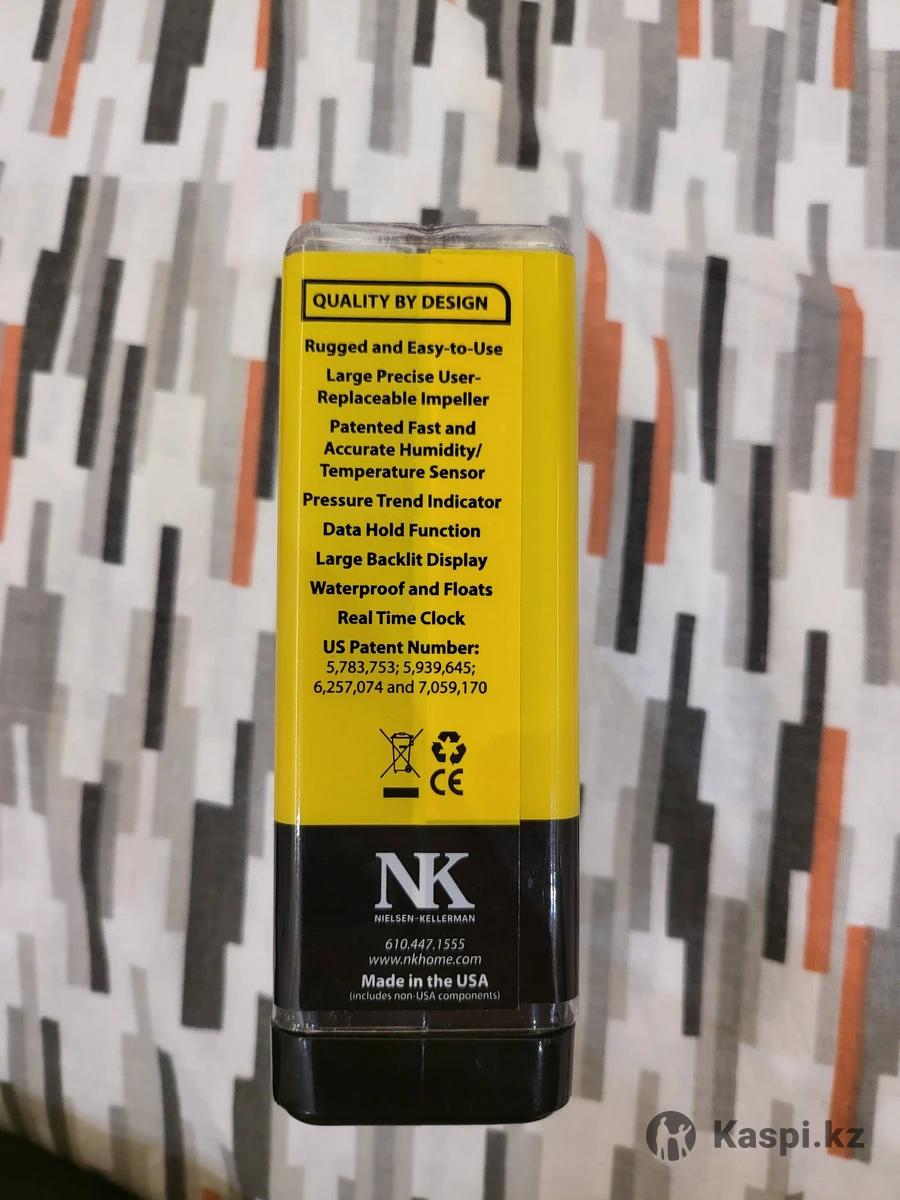 QUALITY BY DESIGN
Rugged and Easy-to-Use
Large Precise User-
Replaceable Impeller
Patented Fast and
Accurate Humidity/
Temperature Sensor
Pressure Trend Indicator
Data Hold Function
Large Backlit Display
Waterproof and Floats
Real Time Clock
US Patent Number:
5,783,753; 5,939,645;
6,257,074 and 7,059,170
CE
NK
NIELSEN-KELLERMAN
610.447.1555
www.nkhome.com
Made in the USA
(includes non-USA components)
Kaspi.kz